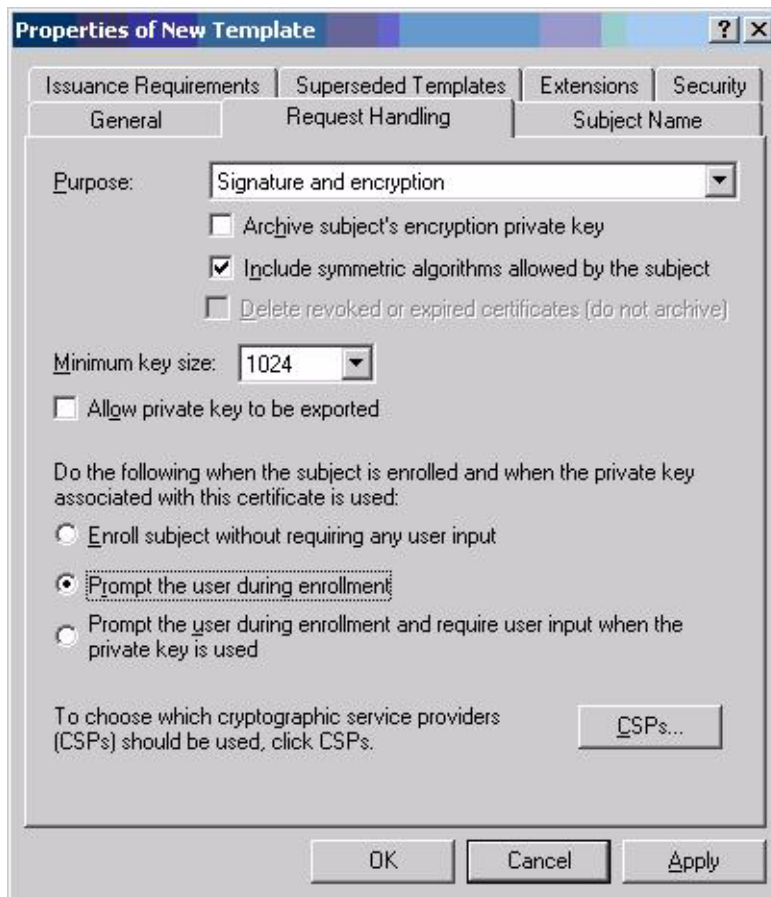 Properties of New Template
Issuance Requirements Superseded Templates Extensions Security
General Request Handling Subject Name
Purpose: Signature and encryption
Archive subject's encryption private key
Include symmetric algorithms allowed by the subject
Delete revoked or expired certificates (do not archive)
Minimum key size: 1024
Allow private key to be exported
Do the following when the subject is enrolled and when the private key
associated with this certificate is used:
Enroll subject without requiring any user input
Prompt the user during enrollment
Prompt the user during enrollment and require user input when the
private key is used
To choose which cryptographic service providers
(CSPs) should be used, click CSPs.
CSPs...
OK Cancel Apply